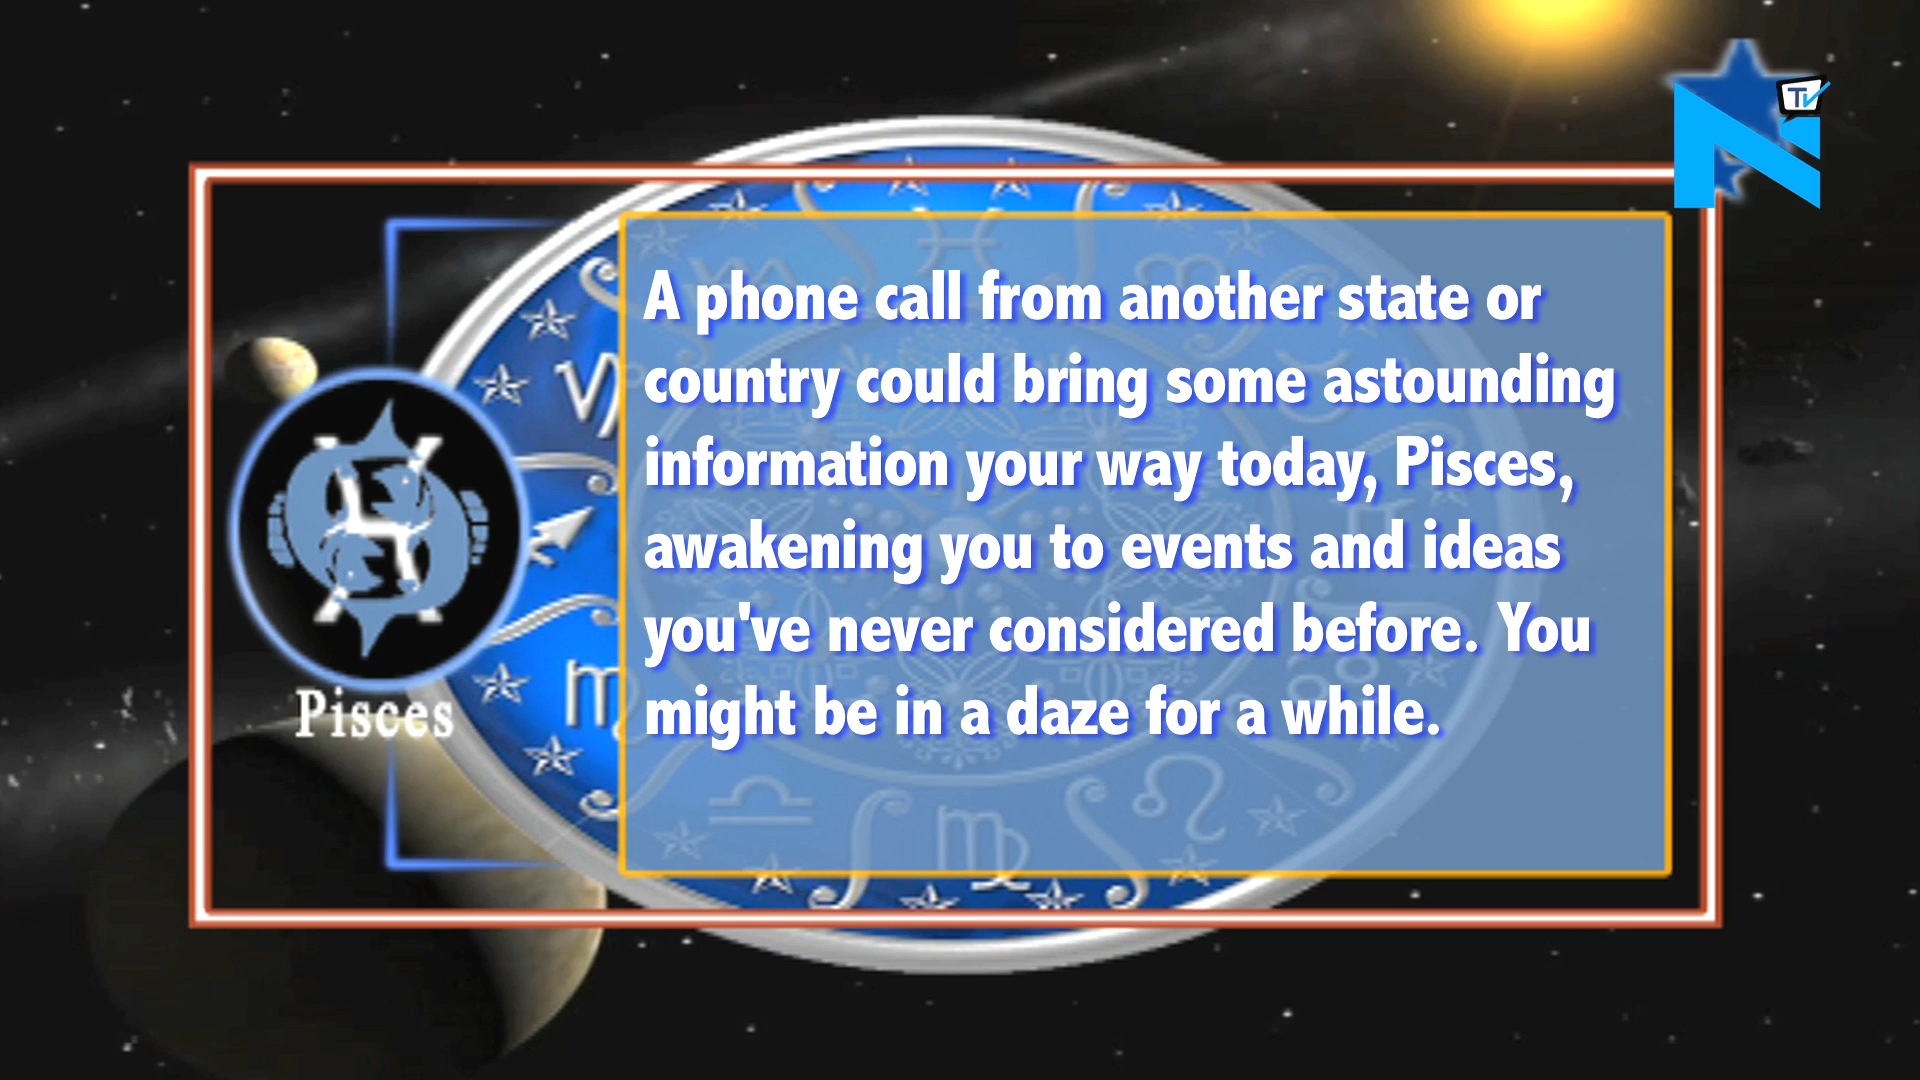 TV
A phone call from another state or
country could bring some astounding
information your way today, Pisces,
awakening you to events and ideas
you've never considered before. You
might be in a daze for a while.
Pisces